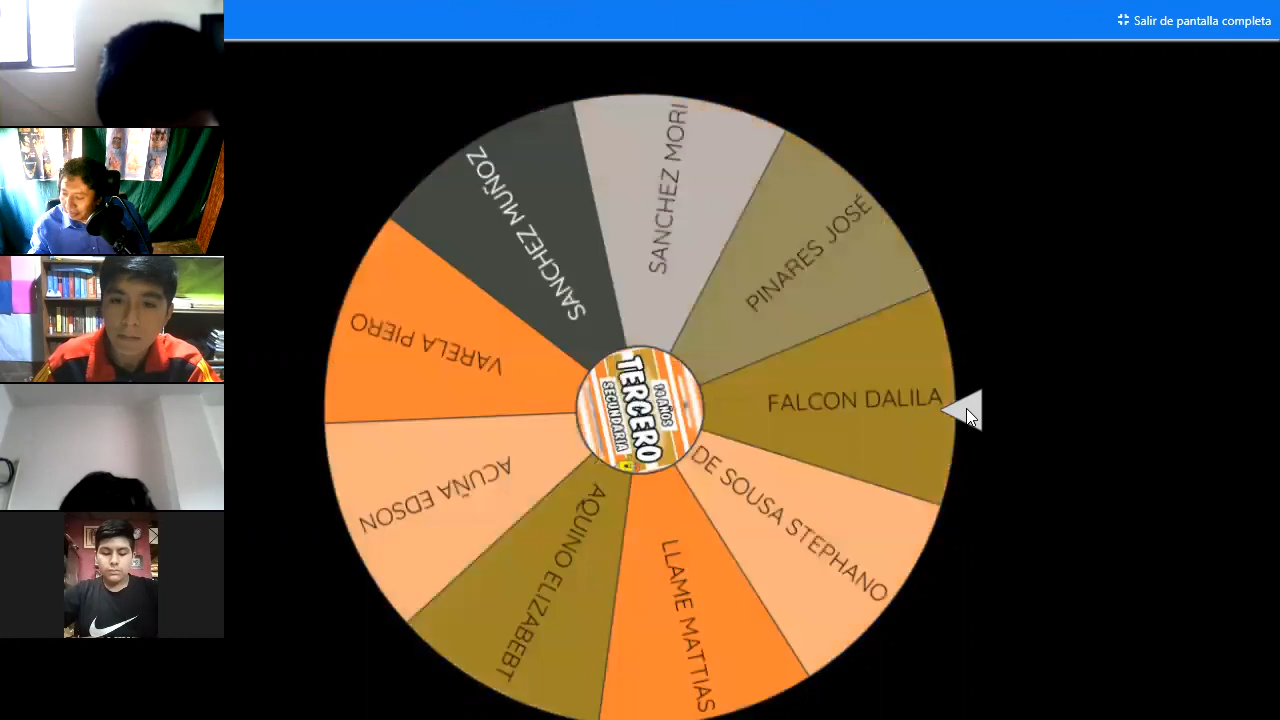 Salir de pantalla completa
SANCHEZ MORI
PINARES JOSÉ
FALCON DALILA
DE SOUSA STEPHANO
LLAME MATTIAS
AQUINO ELIZABEBT
ACUÑA EDSON
VARELA PIERO
SANCHEZ MUÑOZ
TERCERO
SECUNDARIA